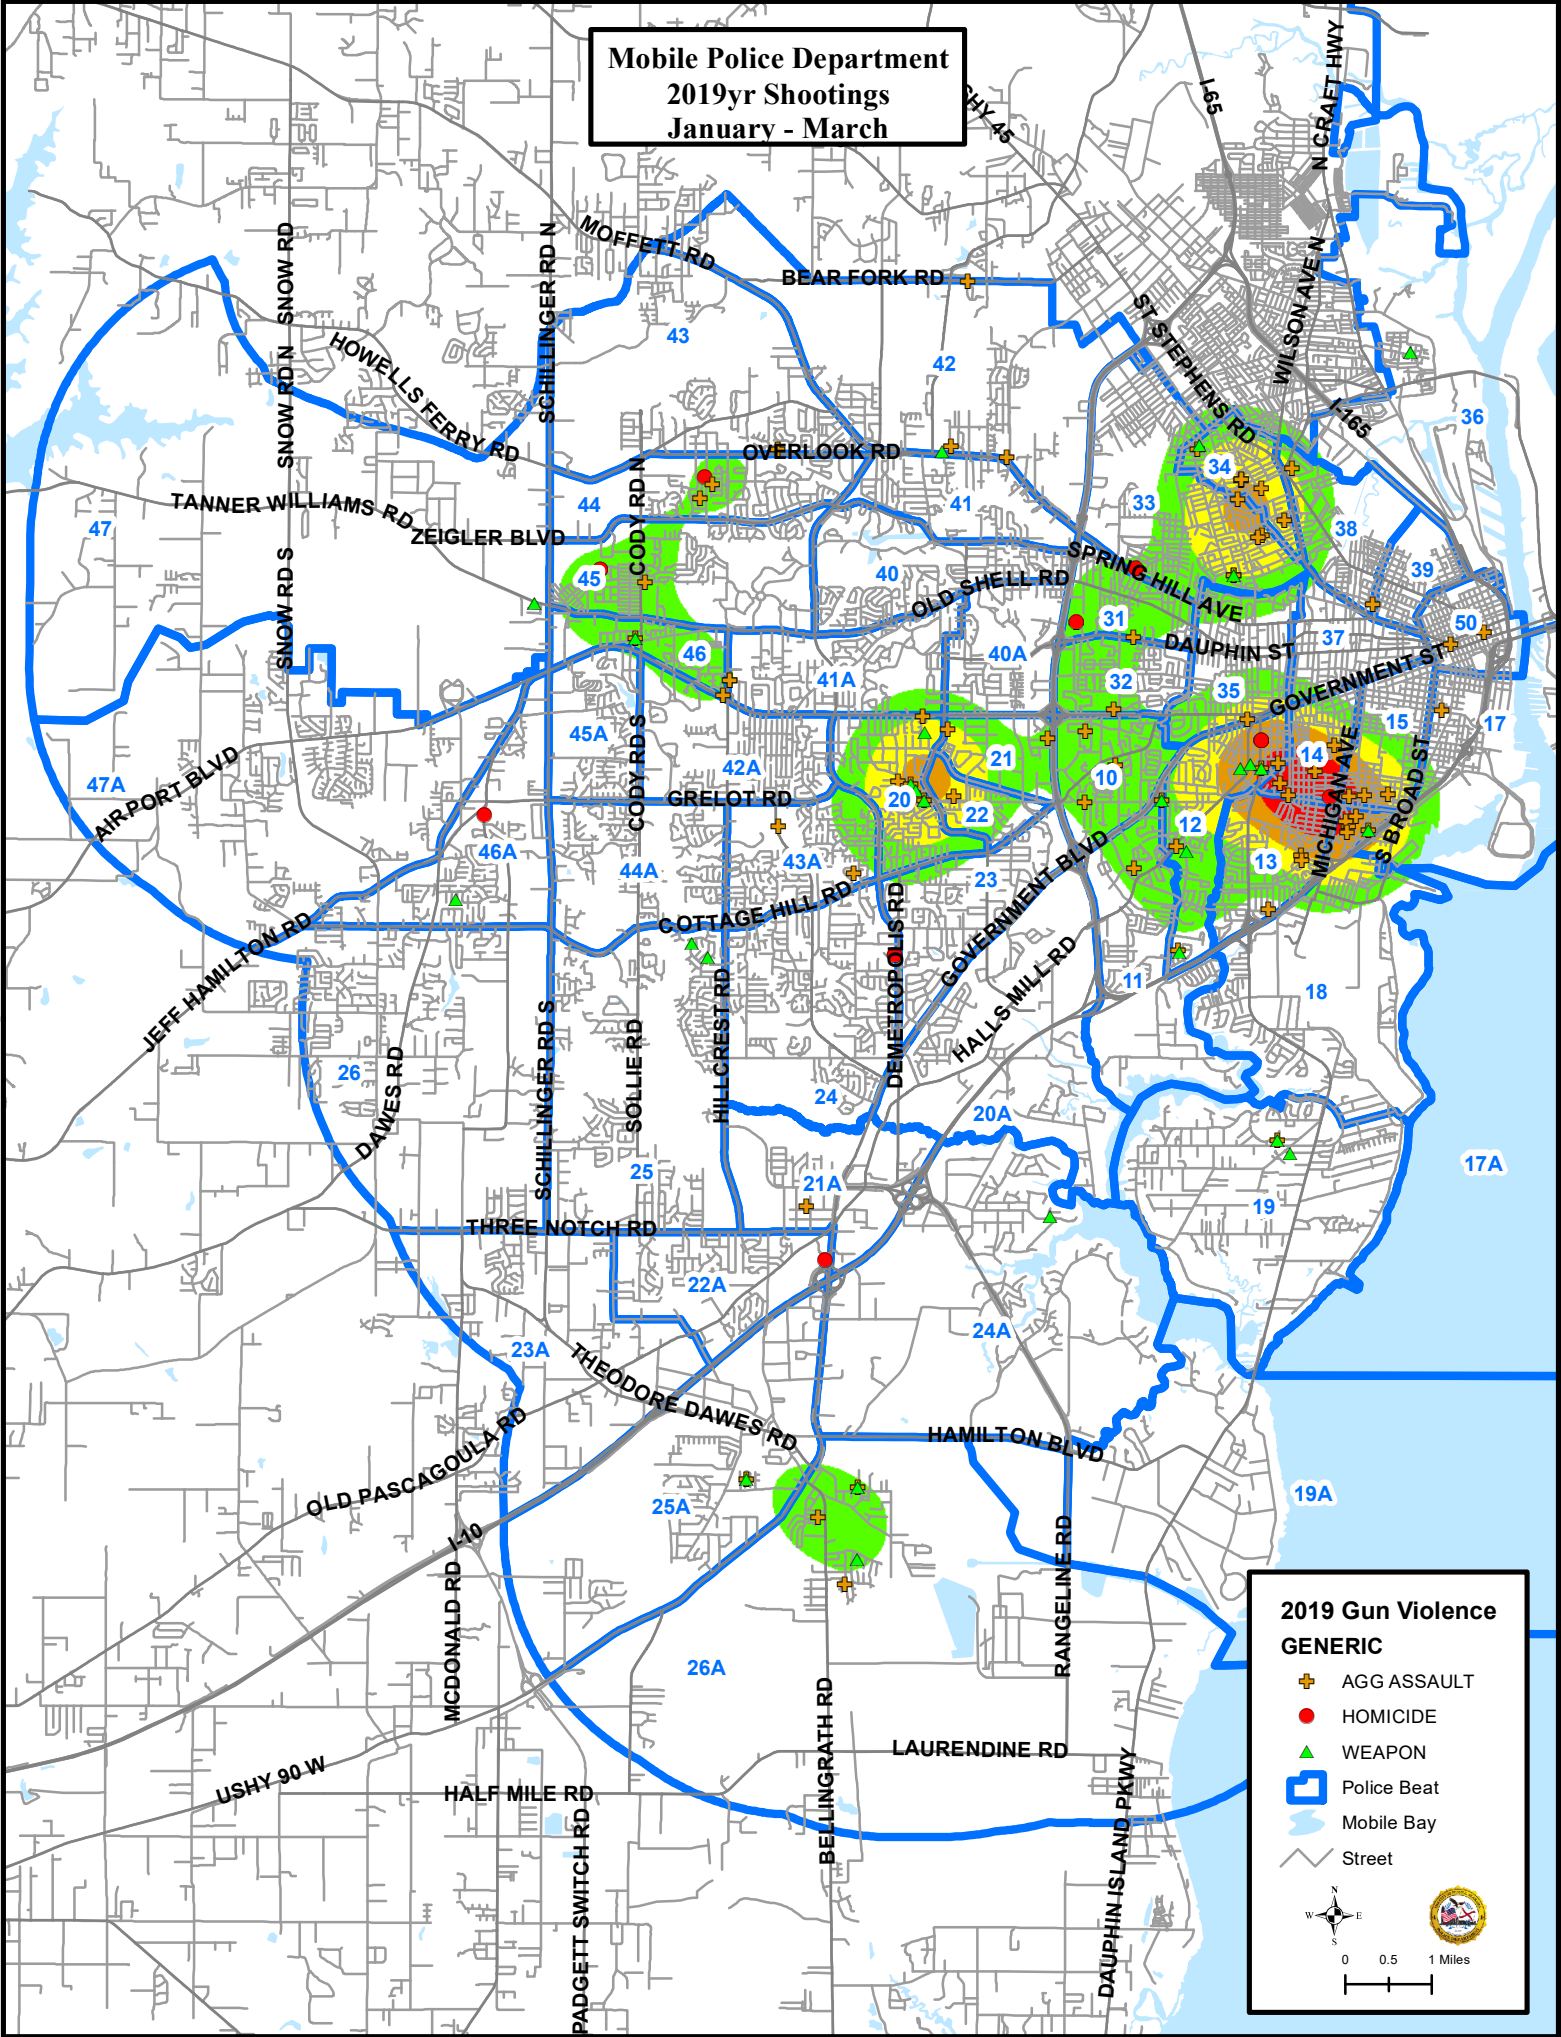 Mobile Police Department
2019yr Shootings
January - March
HY 45
I-65
N CRAFT HWY
SNOW RD
SCHILLINGER RD N
MOFFETT RD
BEAR FORK RD
WILSON AVE N
ST STEPHENS RD
43
HOWELLS FERRY RD
SNOW RD N
42
I-165
36
SNOW RD
OVERLOOK RD
34
CODY RD N
44
41
33
TANNER WILLIAMS RD
47
ZEIGLER BLVD
38
SPRING HILL AVE
45
40
OLD SHELL RD
39
SNOW RD S
31
50
37
DAUPHIN ST
46
40A
41A
32
35
GOVERNMENT ST
15
17
45A
CODY RD S
14
21
42A
10
MICHIGAN AVE
47A
AIRPORT BLVD
GRELOT RD
20
22
12
S BROAD ST
46A
44A
43A
23
13
COTTAGE HILL RD
GOVERNMENT BLVD
JEFF HAMILTON RD
DEMETROPOLIS RD
HALLS MILL RD
11
18
HILLCREST RD
SCHILLINGER RD S
SOLLIE RD
26
DAWES RD
24
20A
25
21A
17A
19
THREE NOTCH RD
22A
23A
24A
THEODORE DAWES RD
OLD PASCAGOULA RD
HAMILTON BLVD
25A
19A
I-10
MCDONALD RD
RANGELINE RD
26A
BELLINGRATH RD
LAURENDINE RD
USHY 90 W
HALF MILE RD
PADGETT SWITCH RD
DAUPHIN ISLAND PKWY
2019 Gun Violence
GENERIC
AGG ASSAULT
HOMICIDE
WEAPON
Police Beat
Mobile Bay
Street
N
W E
S
0 0.5 1 Miles